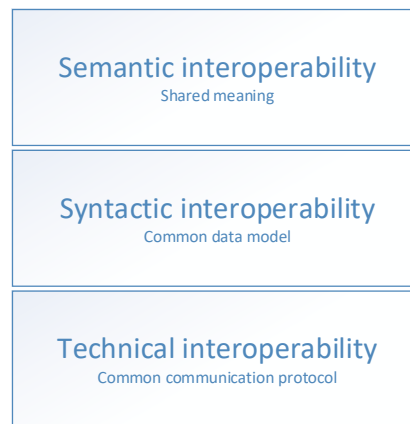 Semantic interoperability
Shared meaning
Syntactic interoperability
Common data model
Technical interoperability
Common communication protocol